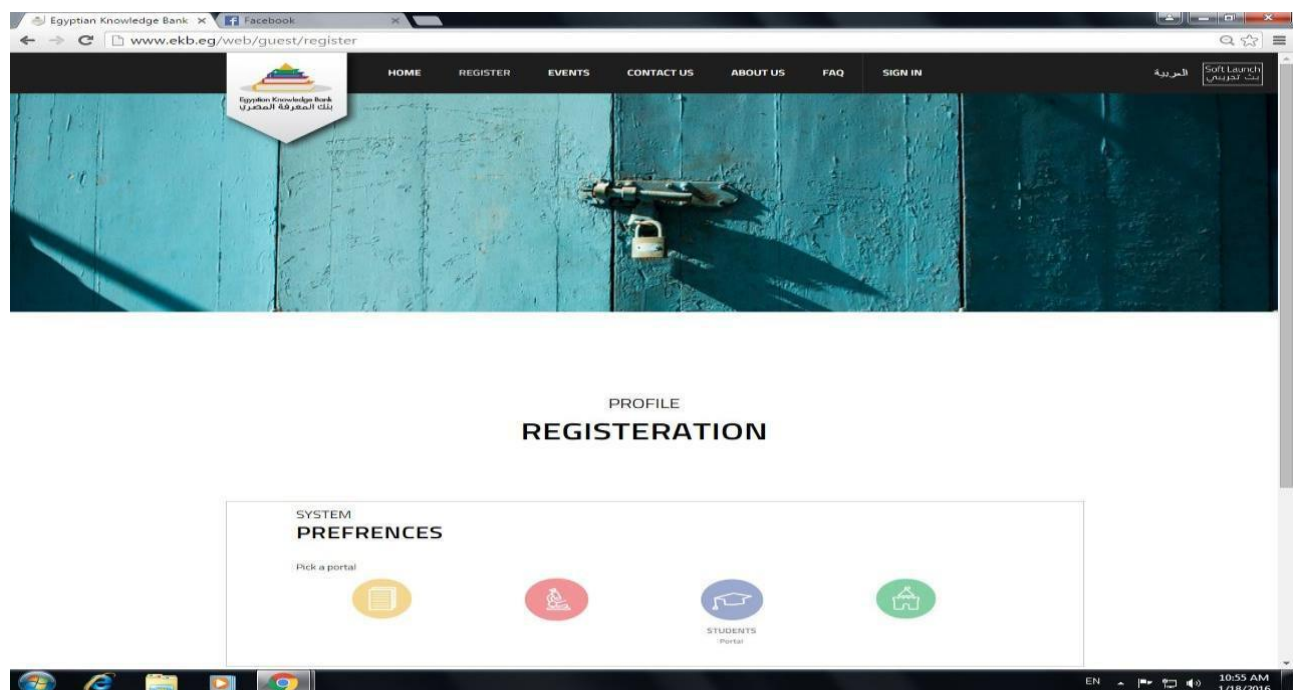 Egyptian Knowledge Bank
Facebook
www.ekb.eg/web/guest/register
HOME REGISTER EVENTS CONTACT US ABOUT US FAQ SIGN IN
العربية
Soft Launch
بث تجريبي
Egyptian Knowledge Bank
بنك المعرفة المصري
PROFILE
REGISTERATION
SYSTEM
PREFRENCES
Pick a portal
STUDENTS
Portal
EN
10:55 AM
1/18/2016